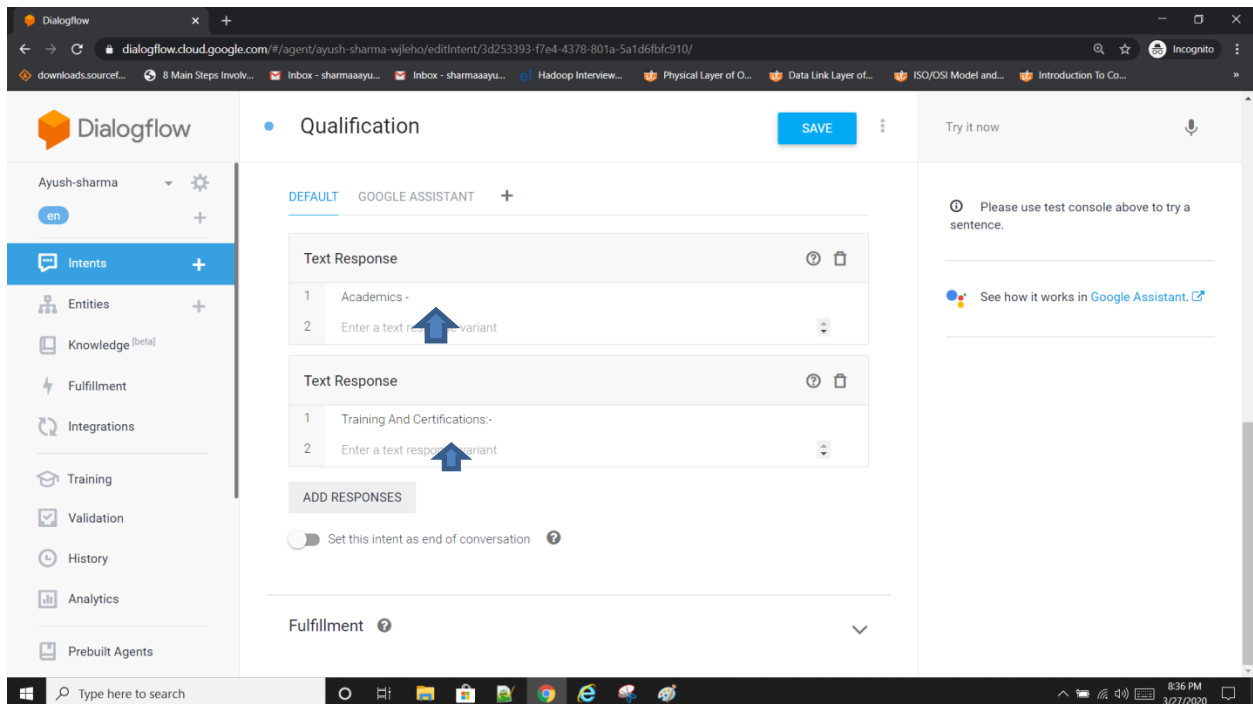 Dialogflow
dialogflow.cloud.google.com/#/agent/ayush-sharma-wjleho/editIntent/3d253393-f7e4-4378-801a-5a1d6fbfc910/
Incognito
downloads.sourcef... 8 Main Steps Involv... Inbox - sharmaaayu... Inbox - sharmaaayu... Hadoop Interview... Physical Layer of O... Data Link Layer of... ISO/OSI Model and... Introduction To Co... »
Dialogflow
Ayush-sharma
en
Intents
Entities
Knowledge [beta]
Fulfillment
Integrations
Training
Validation
History
Analytics
Prebuilt Agents
Qualification
SAVE
DEFAULT GOOGLE ASSISTANT +
Text Response
1 Academics -
2 Enter a text variant
Text Response
1 Training And Certifications:-
2 Enter a text variant
ADD RESPONSES
Set this intent as end of conversation
Fulfillment
Try it now
Please use test console above to try a
sentence.
See how it works in Google Assistant.
Type here to search
8:36 PM
3/27/2020